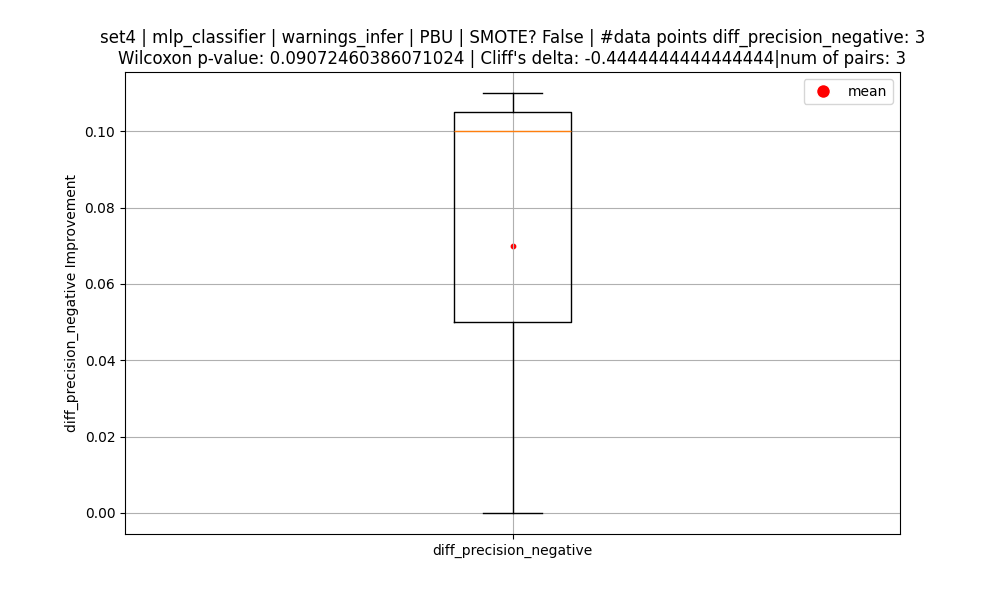 set4 | mlp_classifier | warnings_infer | PBU | SMOTE? False | #data points diff_precision_negative: 3
Wilcoxon p-value: 0.09072460386071024 | Cliff's delta: -0.4444444444444444|num of pairs: 3
mean
0.10
0.08
0.06
0.04
0.02
0.00
diff_precision_negative Improvement
diff_precision_negative